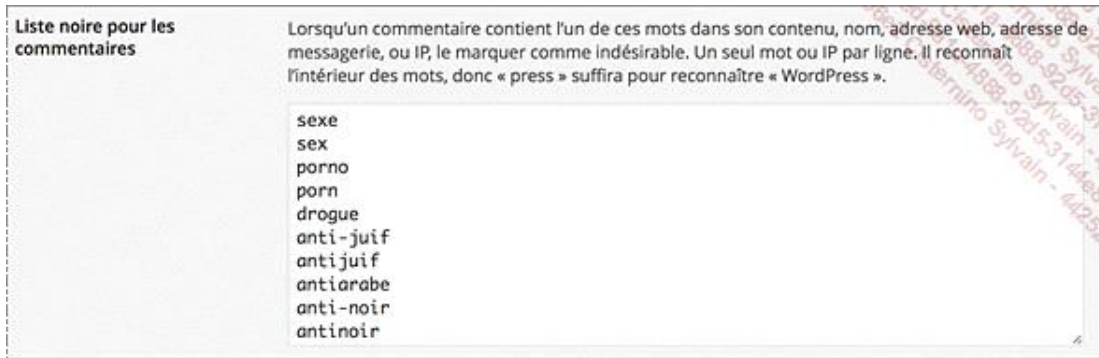 Liste noire pour les
commentaires
Lorsqu'un commentaire contient l'un de ces mots dans son contenu, nom, adresse web, adresse de
messagerie, ou IP, le marquer comme indésirable. Un seul mot ou IP par ligne. Il reconnaît
l'intérieur des mots, donc « press » suffira pour reconnaître « WordPress ».
sexe
sex
porno
porn
drogue
anti-juif
antijuif
antiarabe
anti-noir
antinoir